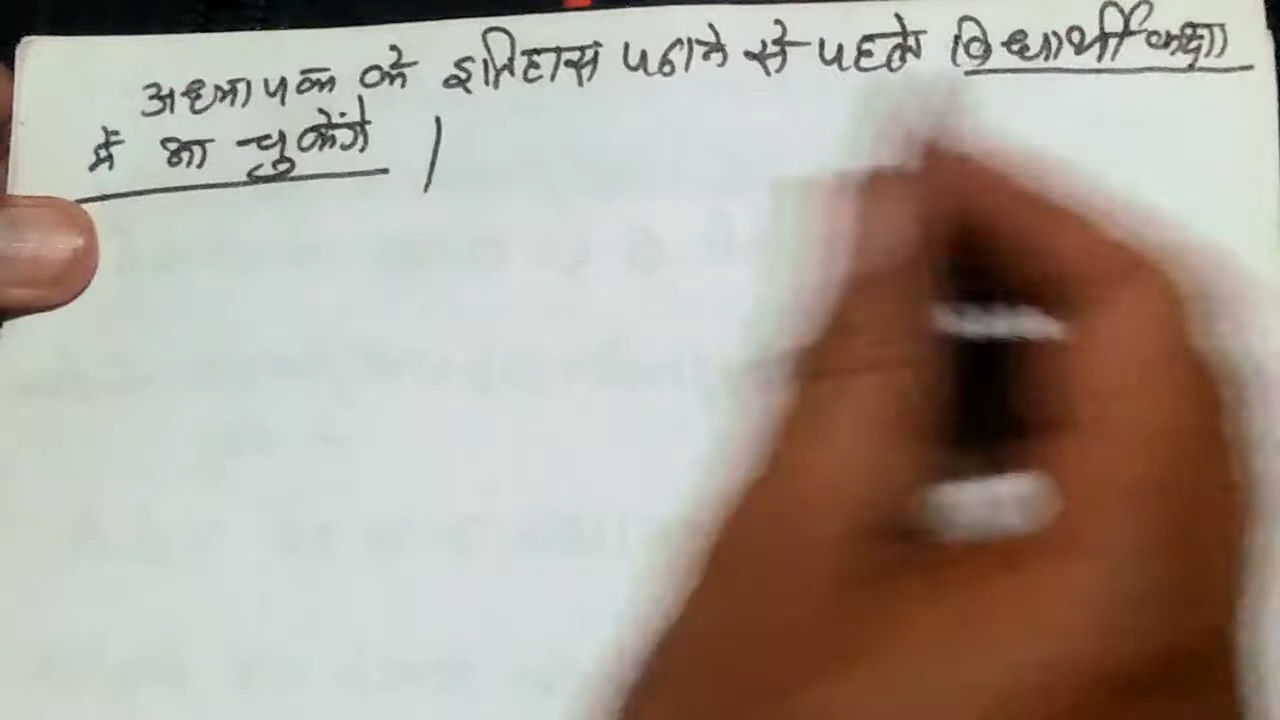 अध्यापक के इतिहास पढाने से पहले विधार्थी कक्षा
में आ चुकेंगे |